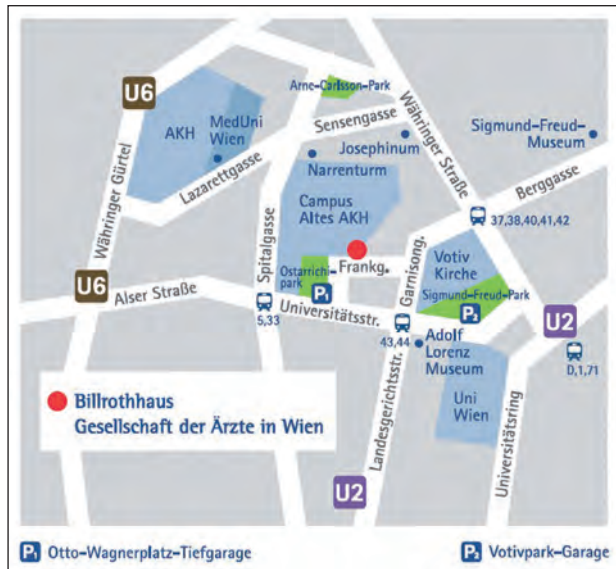 U6
Arne-Carlsson-Park
AKH
MedUni
Wien
Sensengasse
Währinger Straße
Sigmund-Freud-
Museum
Josephinum
Narrenturm
Lazarettgasse
Berggasse
Währinger Gürtel
Spitalgasse
Campus
Altes AKH
37,38,40,41,42
Garnisong.
Votiv
Kirche
Ostarrichi-
park
Frankg.
Sigmund-Freud-Park
U6
Alser Straße
P1
P2
U2
5,33
Universitätsstr.
43,44
Adolf
Lorenz
Museum
D,1,71
Billrothhaus
Gesellschaft der Ärzte in Wien
Landesgerichtsstr.
Uni
Wien
Universitätsring
U2
P1 Otto-Wagnerplatz-Tiefgarage
P2 Votivpark-Garage